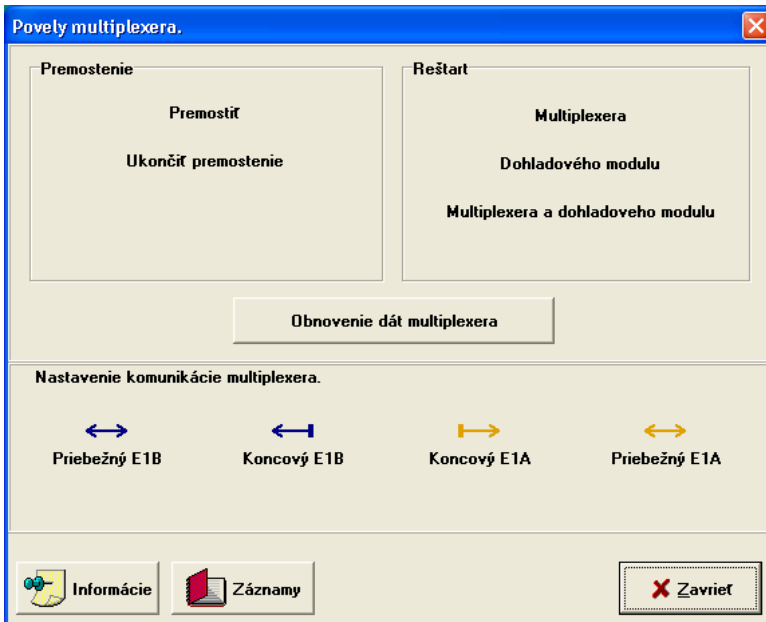 Povely multiplexera.
Premostenie
Premostiť
Ukončiť premostenie
Reštart
Multiplexera
Dohladového modulu
Multiplexera a dohladoveho modulu
Obnovenie dát multiplexera
Nastavenie komunikácie multiplexera.
Priebežný E1B
Koncový E1B
Koncový E1A
Priebežný E1A
Informácie
Záznamy
Zavrieť